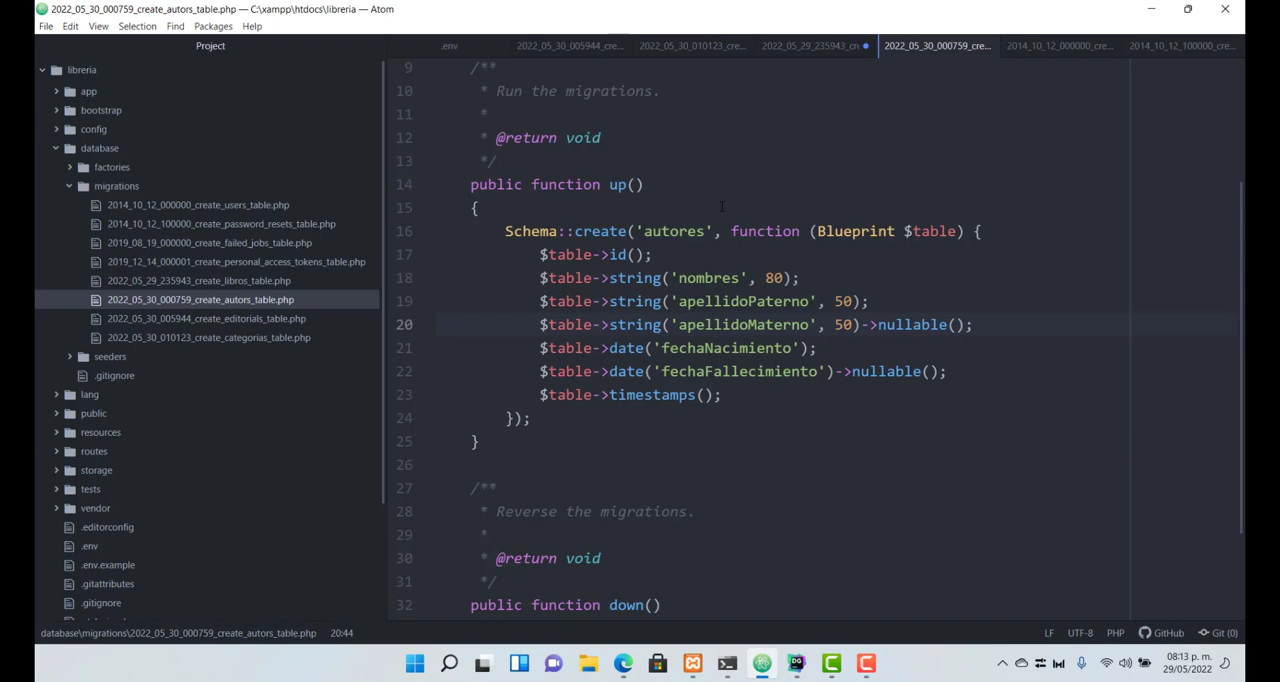 2022_05_30_000759_create_autors_table.php — C:\xampp\htdocs\libreria — Atom
File Edit View Selection Find Packages Help
Project
.env 2022_05_30_005944_cre... 2022_05_30_010123_cre... 2022_05_29_235943_cr 2022_05_30_000759_cre... 2014_10_12_000000_cre... 2014_10_12_100000_cre...
libreria
app
bootstrap
config
database
factories
migrations
2014_10_12_000000_create_users_table.php
2014_10_12_100000_create_password_resets_table.php
2019_08_19_000000_create_failed_jobs_table.php
2019_12_14_000001_create_personal_access_tokens_table.php
2022_05_29_235943_create_libros_table.php
2022_05_30_000759_create_autors_table.php
2022_05_30_005944_create_editorials_table.php
2022_05_30_010123_create_categorias_table.php
seeders
.gitignore
lang
public
resources
routes
storage
tests
vendor
.editorconfig
.env
.env.example
.gitattributes
.gitignore
9 /**
10 * Run the migrations.
11 *
12 * @return void
13 */
14 public function up()
15 {
16 Schema::create('autores', function (Blueprint $table) {
17 $table->id();
18 $table->string('nombres', 80);
19 $table->string('apellidoPaterno', 50);
20 $table->string('apellidoMaterno', 50)->nullable();
21 $table->date('fechaNacimiento');
22 $table->date('fechaFallecimiento')->nullable();
23 $table->timestamps();
24 });
25 }
26
27 /**
28 * Reverse the migrations.
29 *
30 * @return void
31 */
32 public function down()
database\migrations\2022_05_30_000759_create_autors_table.php 20:44 LF UTF-8 PHP GitHub Git (0)
08:13 p. m.
29/05/2022